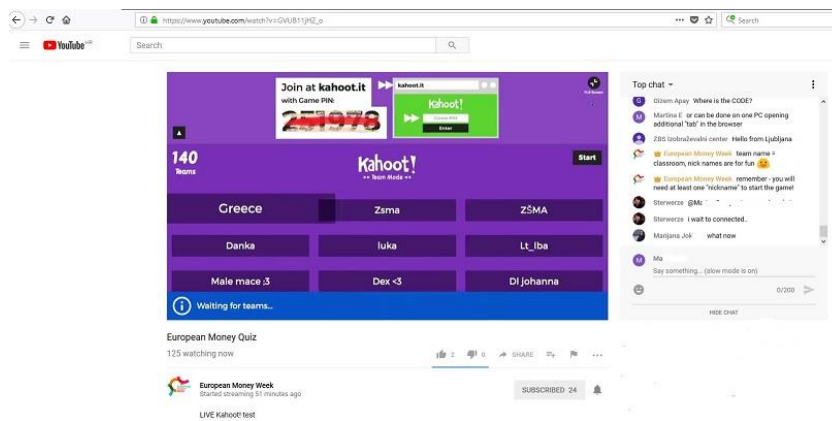 https://www.youtube.com/watch?v=GVUB11jHZ_o
Search
YouTube
Search
Join at kahoot.it
with Game PIN:
251978
kahoot.it
Kahoot!
Game PIN
Enter
140
Teams
Kahoot!
Team Mode
Start
Greece
Zsma
ZŠMA
Danka
luka
Lt_Iba
Male mace ;3
Dex <3
DI johanna
Waiting for teams...
European Money Quiz
125 watching now
2
0
SHARE
European Money Week
Started streaming 51 minutes ago
SUBSCRIBED 24
LIVE Kahoot! test
Top chat
Gizem Apay Where is the CODE?
Martina E or can be done on one PC opening
additional "tab" in the browser
ZBS Izobraževalni center Hello from Ljubljana
European Money Week team name =
classroom, nick names are for fun
European Money Week remember - you will
need at least one "nickname" to start the game!
Sterwerze
Sterwerze i wait to connected..
Marijana Jok what now
Ma
Say something... (slow mode is on)
0/200
HIDE CHAT